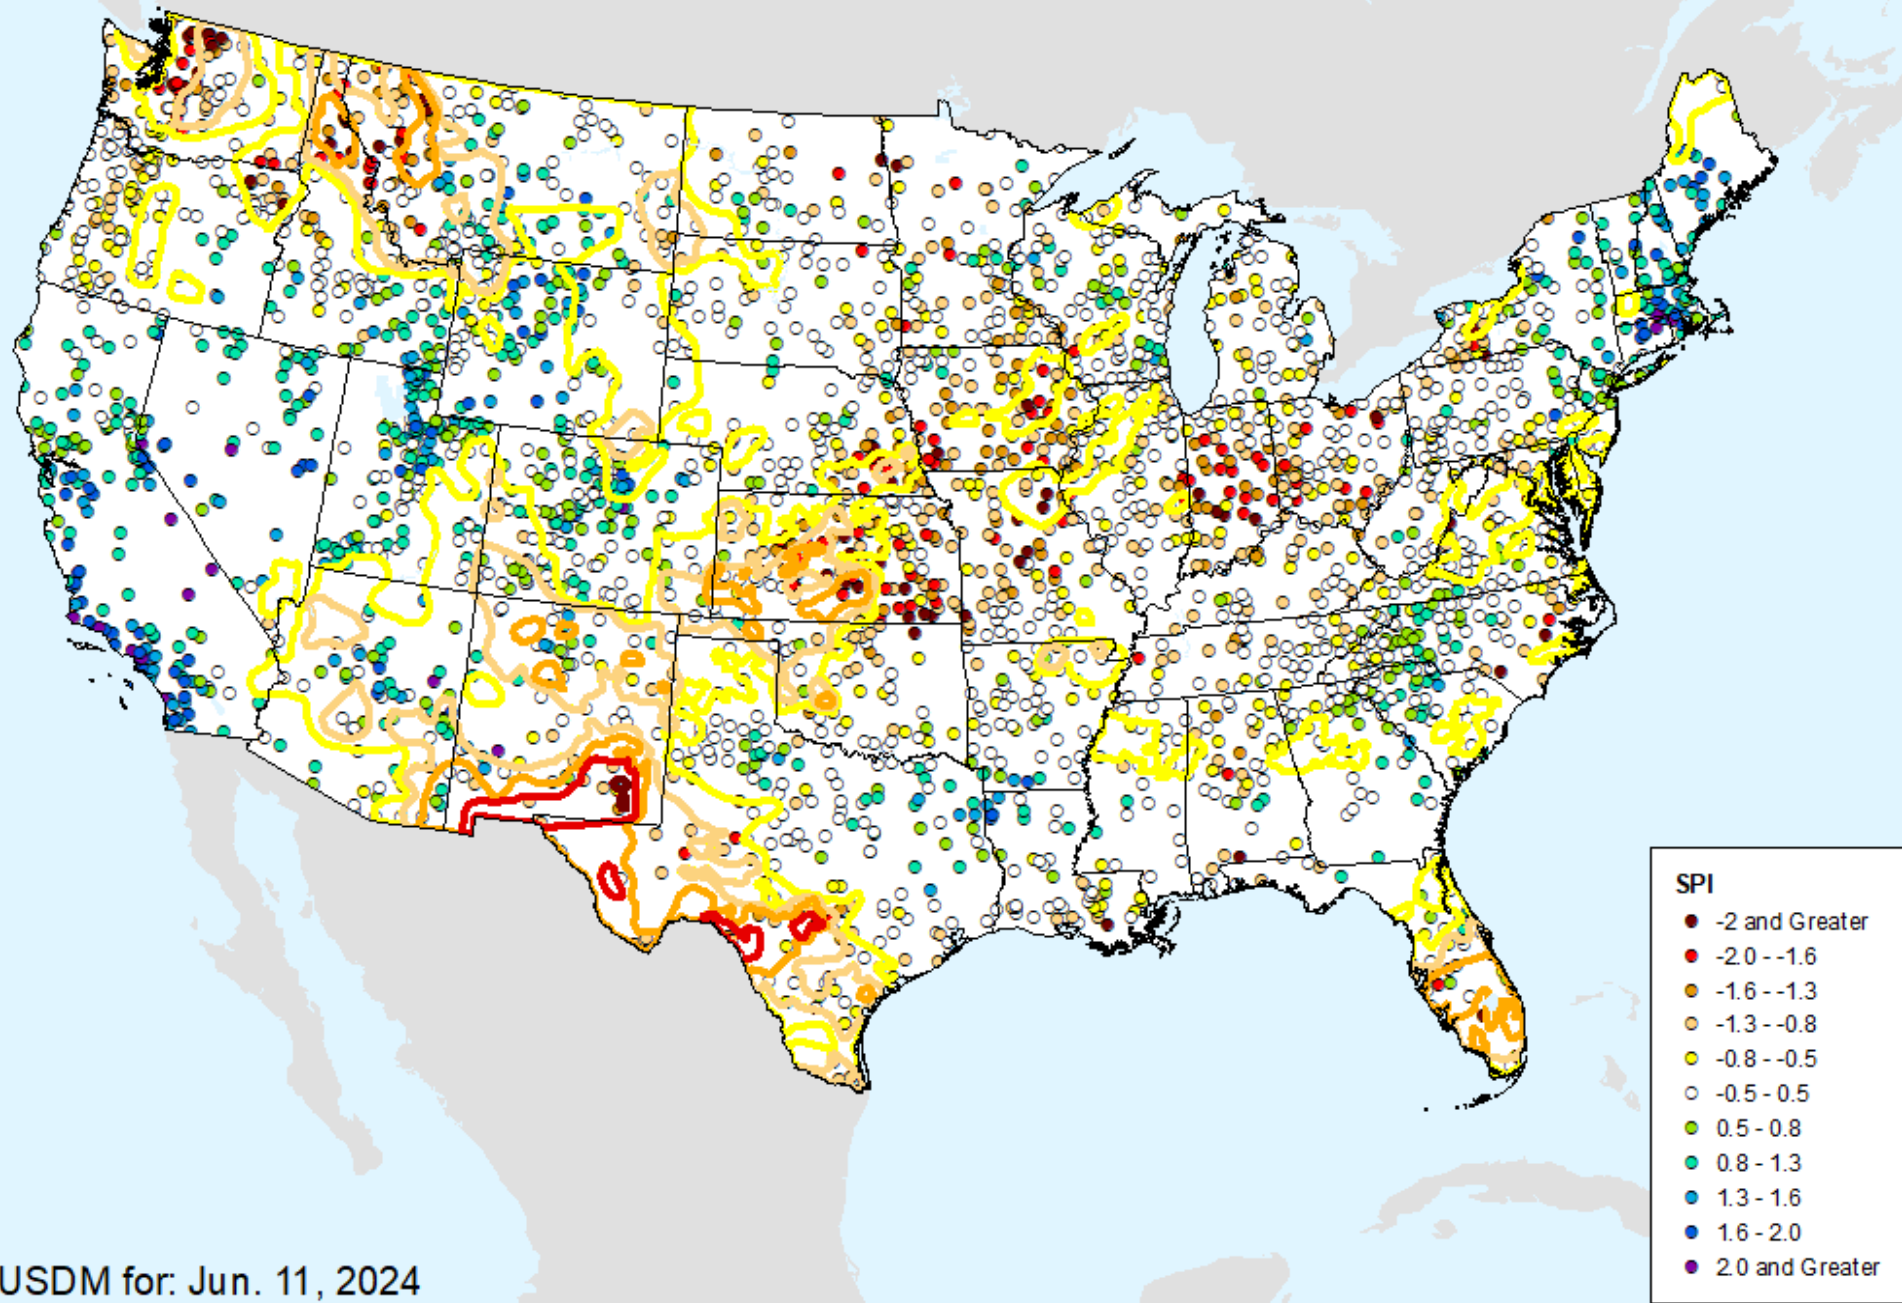 SPI
-2 and Greater
-2.0 - -1.6
-1.6 - -1.3
-1.3 - -0.8
-0.8 - -0.5
-0.5 - 0.5
0.5 - 0.8
0.8 - 1.3
1.3 - 1.6
1.6 - 2.0
2.0 and Greater
USDM for: Jun. 11, 2024